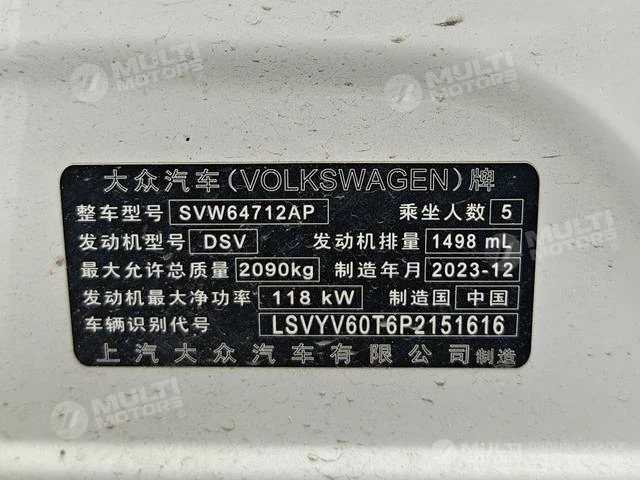 MULTI MOTORS
MULTI MOTORS
大众汽车(VOLKSWAGEN)牌
整车型号 SVW64712AP 乘坐人数 5
发动机型号 DSV 发动机排量 1498 mL
最大允许总质量 2090kg 制造年月 2023-12
发动机最大净功率 118 kW 制造国 中国
车辆识别代号 LSVYV60T6P2151616
上汽大众汽车有限公司 制造
MULTI MOTORS
MULTI